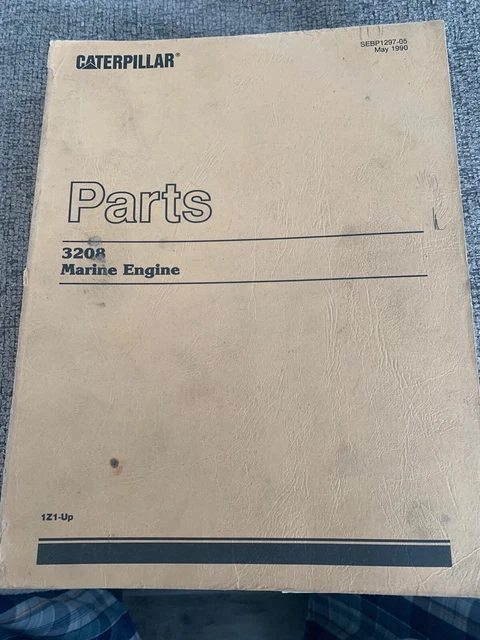 CATERPILLAR®
SEBP1297-05
May 1990
Parts
3208
Marine Engine
1Z1-Up